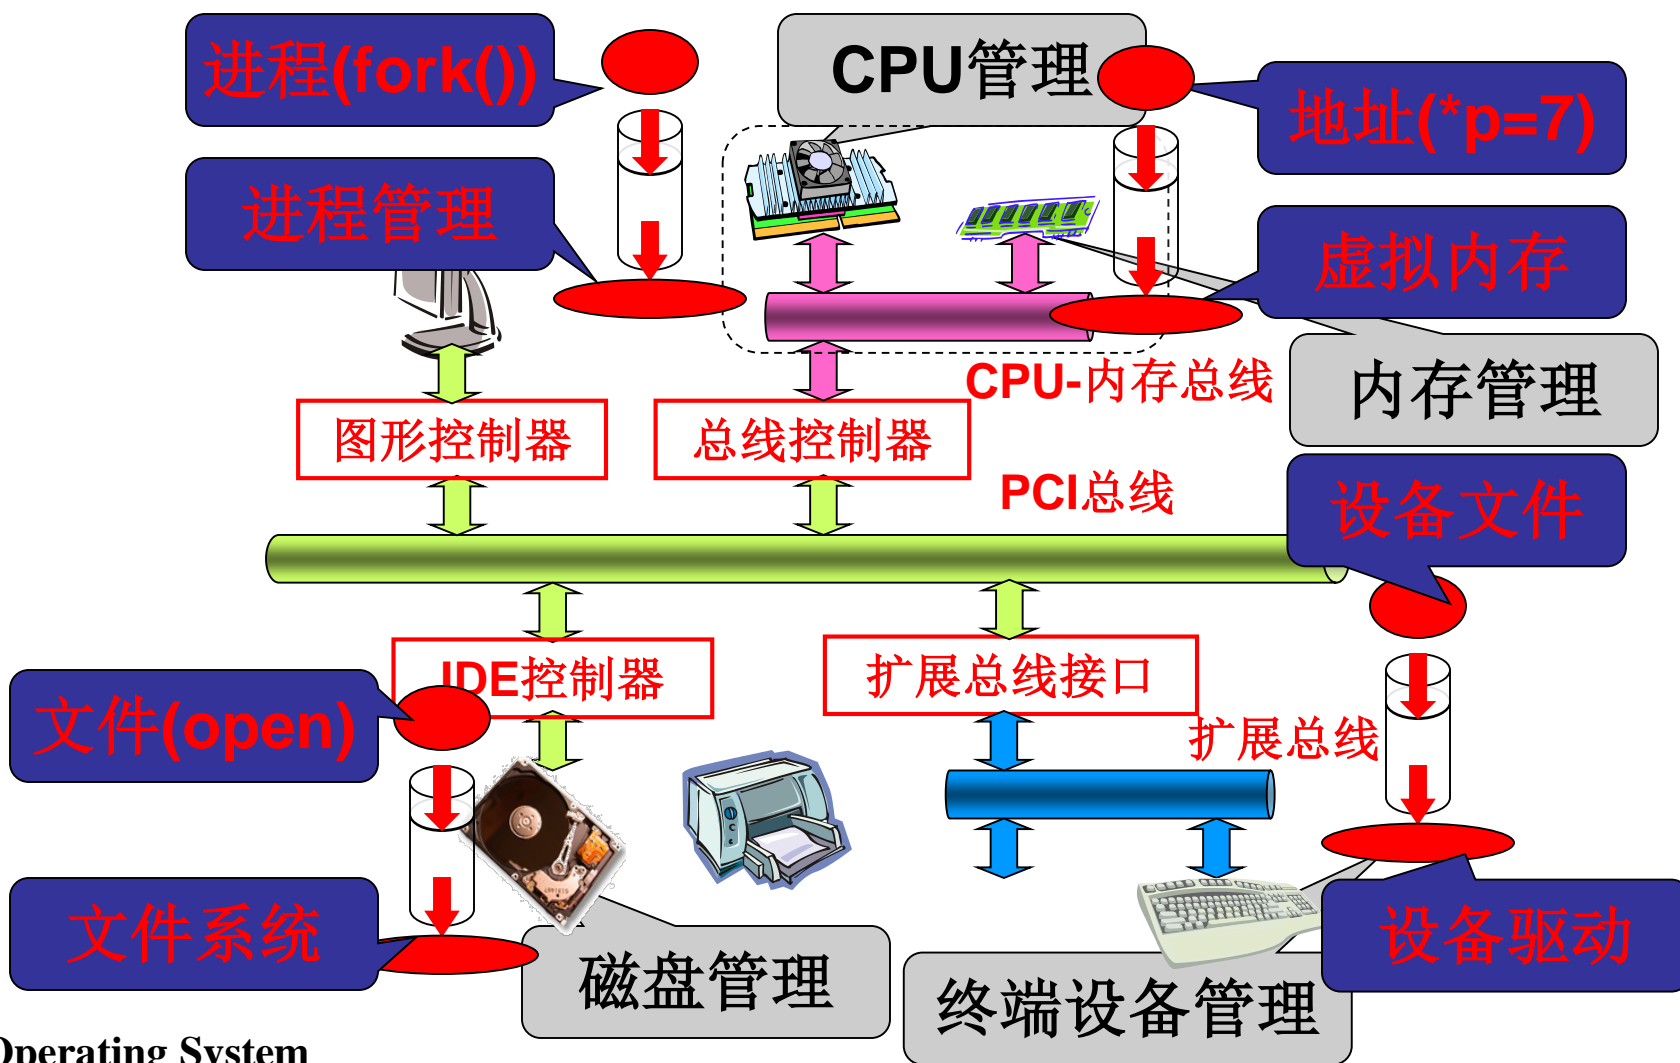 进程(fork())
CPU管理
地址(*p=7)
进程管理
虚拟内存
CPU-内存总线
内存管理
图形控制器
总线控制器
PCI总线
设备文件
IDE控制器
扩展总线接口
文件(open)
扩展总线
文件系统
设备驱动
磁盘管理
终端设备管理
Operating System